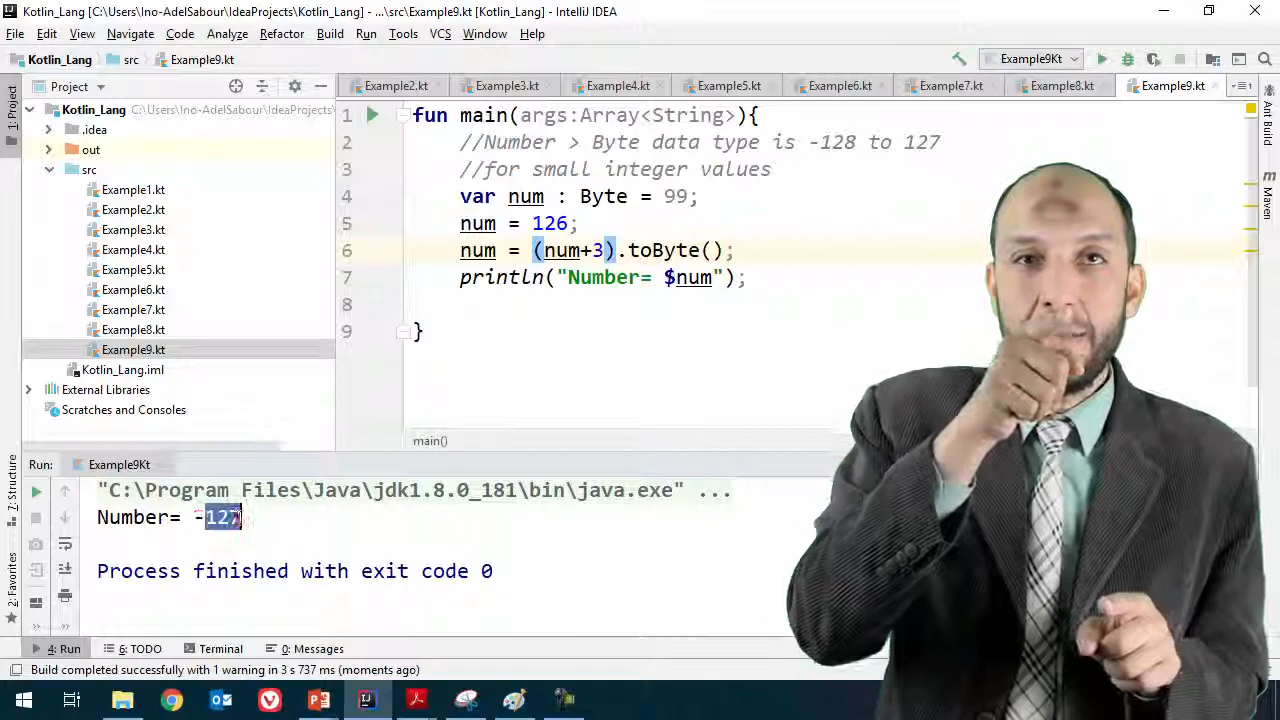 Kotlin_Lang [C:\Users\Ino-AdelSabour\IdeaProjects\Kotlin_Lang] - ...\src\Example9.kt [Kotlin_Lang] - IntelliJ IDEA
File Edit View Navigate Code Analyze Refactor Build Run Tools VCS Window Help
Kotlin_Lang src Example9.kt Example9Kt
Project
Example2.kt Example3.kt Example4.kt Example5.kt Example6.kt Example7.kt Example8.kt Example9.kt
1: Project
Kotlin_Lang C:\Users\Ino-AdelSabour\IdeaProjects\
.idea
out
src
Example1.kt
Example2.kt
Example3.kt
Example4.kt
Example5.kt
Example6.kt
Example7.kt
Example8.kt
Example9.kt
Kotlin_Lang.iml
External Libraries
Scratches and Consoles
1 fun main(args:Array<String>){
2 //Number > Byte data type is -128 to 127
3 //for small integer values
4 var num : Byte = 99;
5 num = 126;
6 num = (num+3).toByte();
7 println("Number= $num");
8
9 }
main()
Ant Build
Maven
Run: Example9Kt
"C:\Program Files\Java\jdk1.8.0_181\bin\java.exe" ...
Number= -127
Process finished with exit code 0
7: Structure
2: Favorites
4: Run 6: TODO Terminal 0: Messages
Build completed successfully with 1 warning in 3 s 737 ms (moments ago)